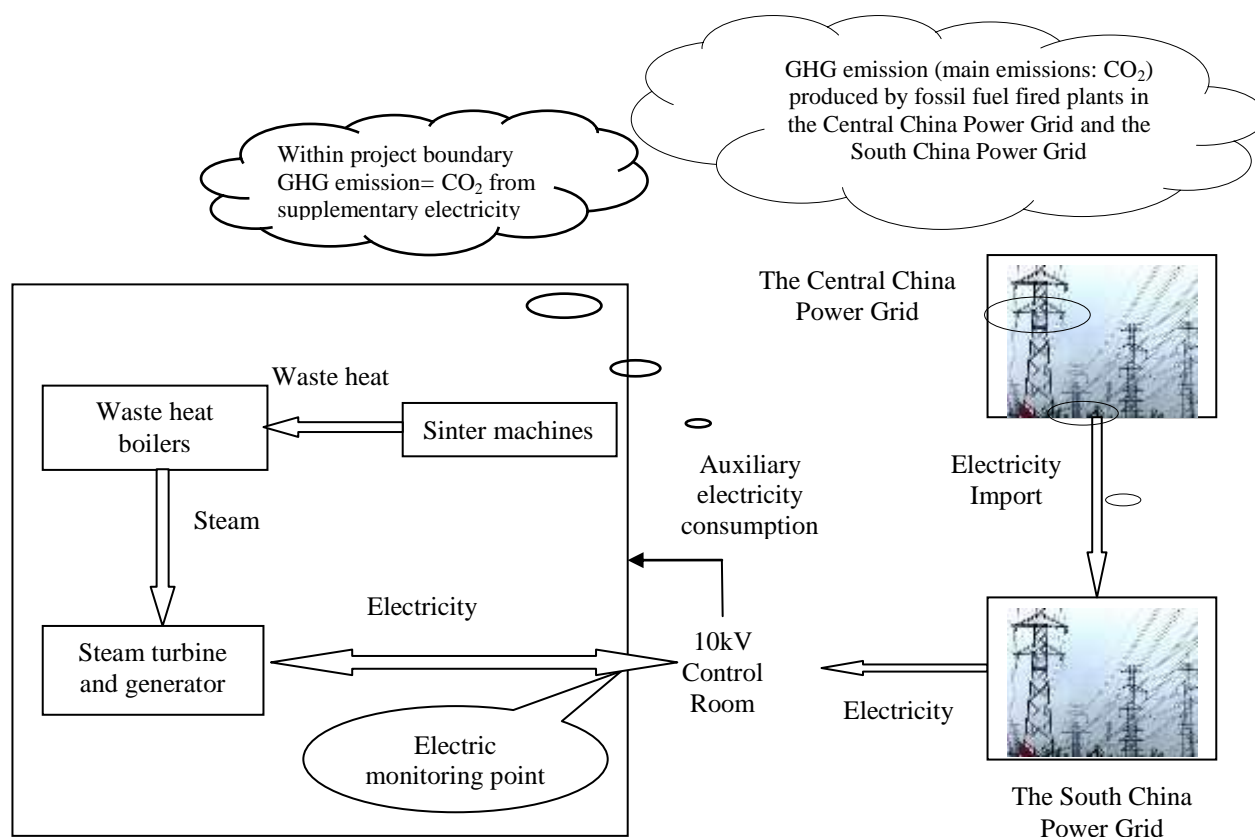 GHG emission (main emissions: CO₂)
produced by fossil fuel fired plants in
the Central China Power Grid and the
South China Power Grid
Within project boundary
GHG emission= CO₂ from
supplementary electricity
The Central China
Power Grid
Waste heat
Waste heat
boilers
Sinter machines
Auxiliary
electricity
consumption
Electricity
Import
Steam
Electricity
Steam turbine
and generator
10kV
Control
Room
Electricity
Electric
monitoring point
The South China
Power Grid